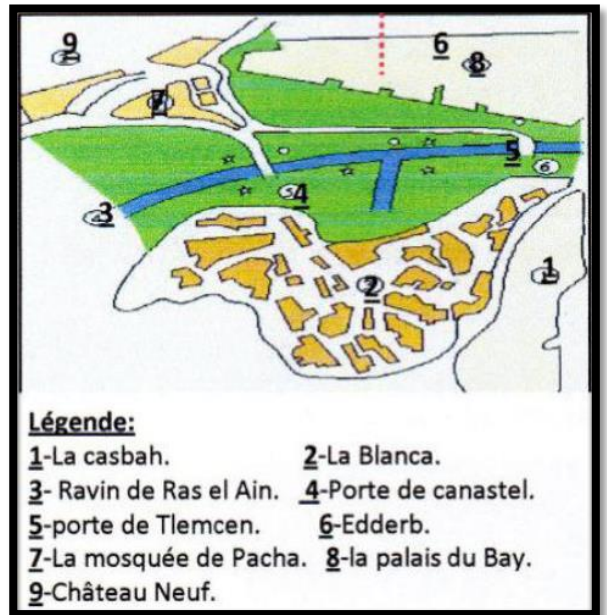 9
6
8
7
5
6
4
5
3
1
2
Légende:
1-La casbah. 2-La Blanca.
3- Ravin de Ras el Ain. 4-Porte de canastel.
5-porte de Tlemcen. 6-Edderb.
7-La mosquée de Pacha. 8-la palais du Bay.
9-Château Neuf.